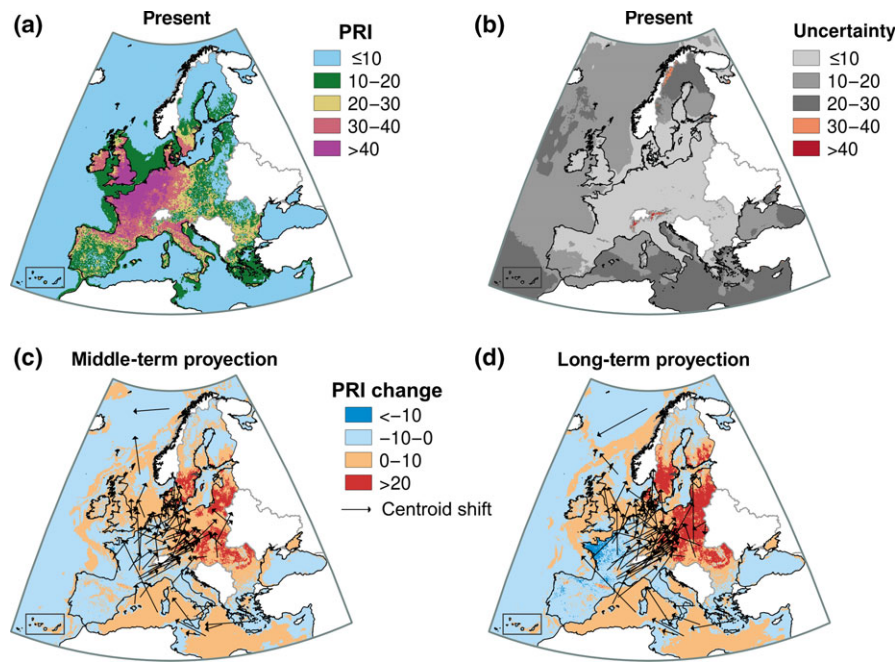 (a)
Present
PRI
≤10
10–20
20–30
30–40
>40
(b)
Present
Uncertainty
≤10
10–20
20–30
30–40
>40
(c)
Middle-term proyection
PRI change
<–10
–10–0
0–10
>20
Centroid shift
(d)
Long-term proyection